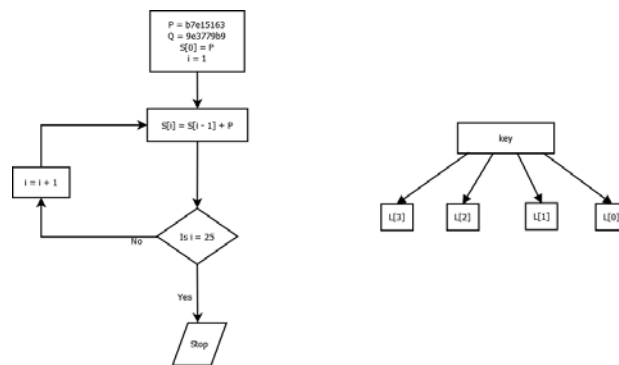 P = b7e15163
Q = 9e3779b9
S[0] = P
i = 1
S[i] = S[i - 1] + P
i = i + 1
Is i = 25
No
Yes
Stop
key
L[3]
L[2]
L[1]
L[0]